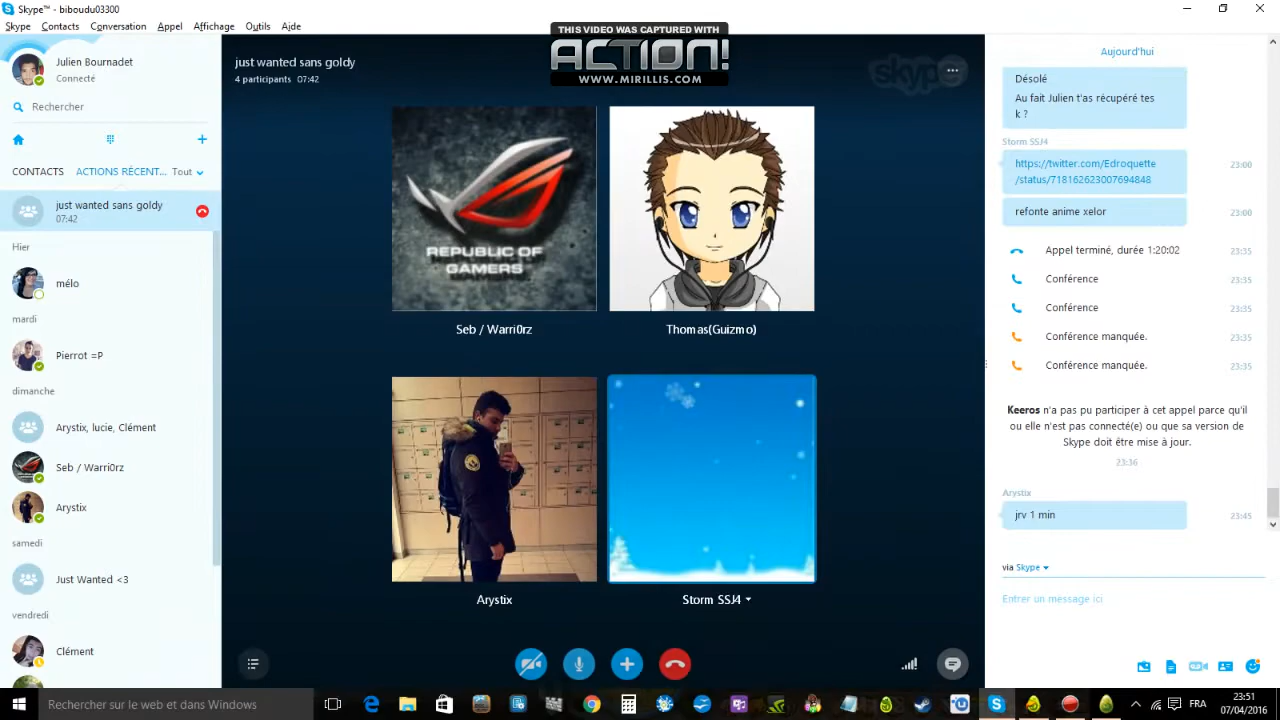 Skype™ - biboudu03300
Skype Contacts Conversation Appel Affichage Outils Aide
THIS VIDEO WAS CAPTURED WITH
ACTION!
WWW.MIRILLIS.COM
Julien Bournadet
Connecté
Rechercher
CONTACTS ACTIONS RÉCENT... Tout
just wanted sans goldy
07:42
Hier
mélo
mardi
Pierrot =P
dimanche
Arystix, lucie, Clément
Seb / Warri0rz
Arystix
samedi
Just Wanted <3
vendredi
Clément
just wanted sans goldy
4 participants 07:42
skype
REPUBLIC OF
GAMERS
Seb / Warri0rz
Thomas(Guizmo)
Arystix
Storm SSJ4
Aujourd'hui
Désolé
Au fait Julien t'as récupéré tes
k ?
Storm SSJ4
https://twitter.com/Edroquette
/status/718162623007694848
23:00
refonte anime xelor 23:00
Appel terminé, durée 1:20:02 23:35
Conférence 23:35
Conférence 23:35
Conférence manquée. 23:35
Conférence manquée. 23:35
Keeros n'a pas pu participer à cet appel parce qu'il
ou elle n'est pas connecté(e) ou que sa version de
Skype doit être mise à jour.
23:36
Arystix
jrv 1 min 23:45
via Skype
Entrer un message ici
Rechercher sur le web et dans Windows
FRA
23:51
07/04/2016